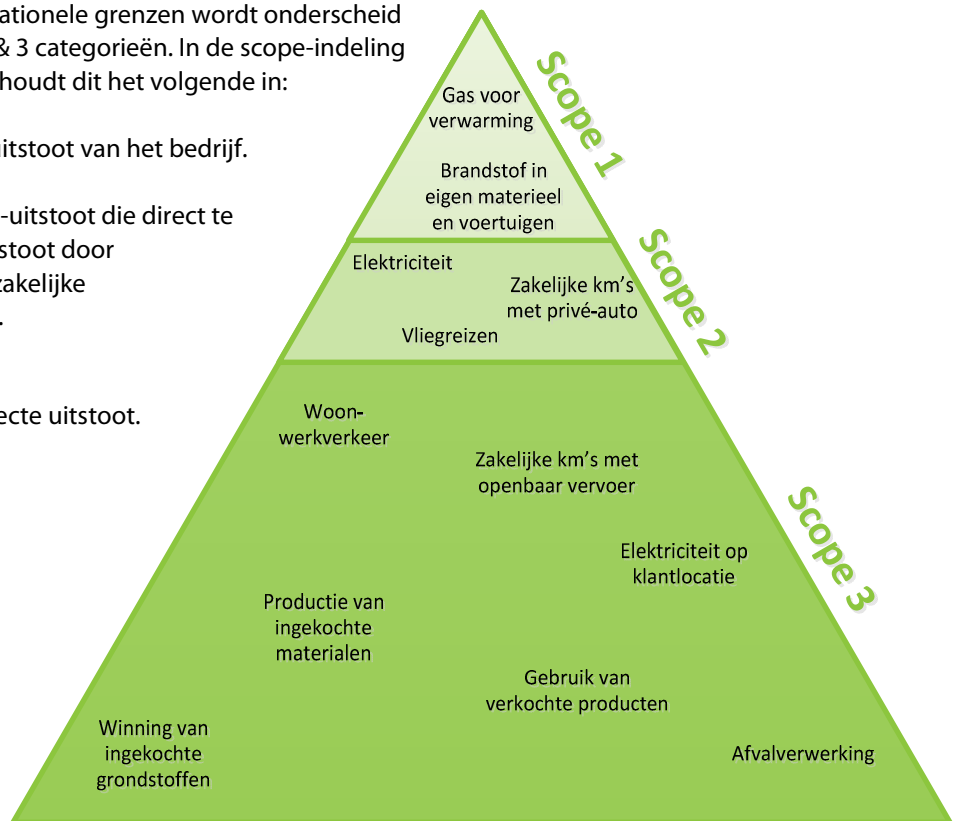 ationele grenzen wordt onderscheid
& 3 categorieën. In de scope-indeling
houdt dit het volgende in:
uitstoot van het bedrijf.
-uitstoot die direct te
stoot door
zakelijke
.
ecte uitstoot.
Scope 1
Gas voor
verwarming
Brandstof in
eigen materieel
en voertuigen
Scope 2
Elektriciteit
Zakelijke km's
met privé-auto
Vliegreizen
Scope 3
Woon-
werkverkeer
Zakelijke km's met
openbaar vervoer
Elektriciteit op
klantlocatie
Productie van
ingekochte
materialen
Gebruik van
verkochte producten
Winning van
ingekochte
grondstoffen
Afvalverwerking